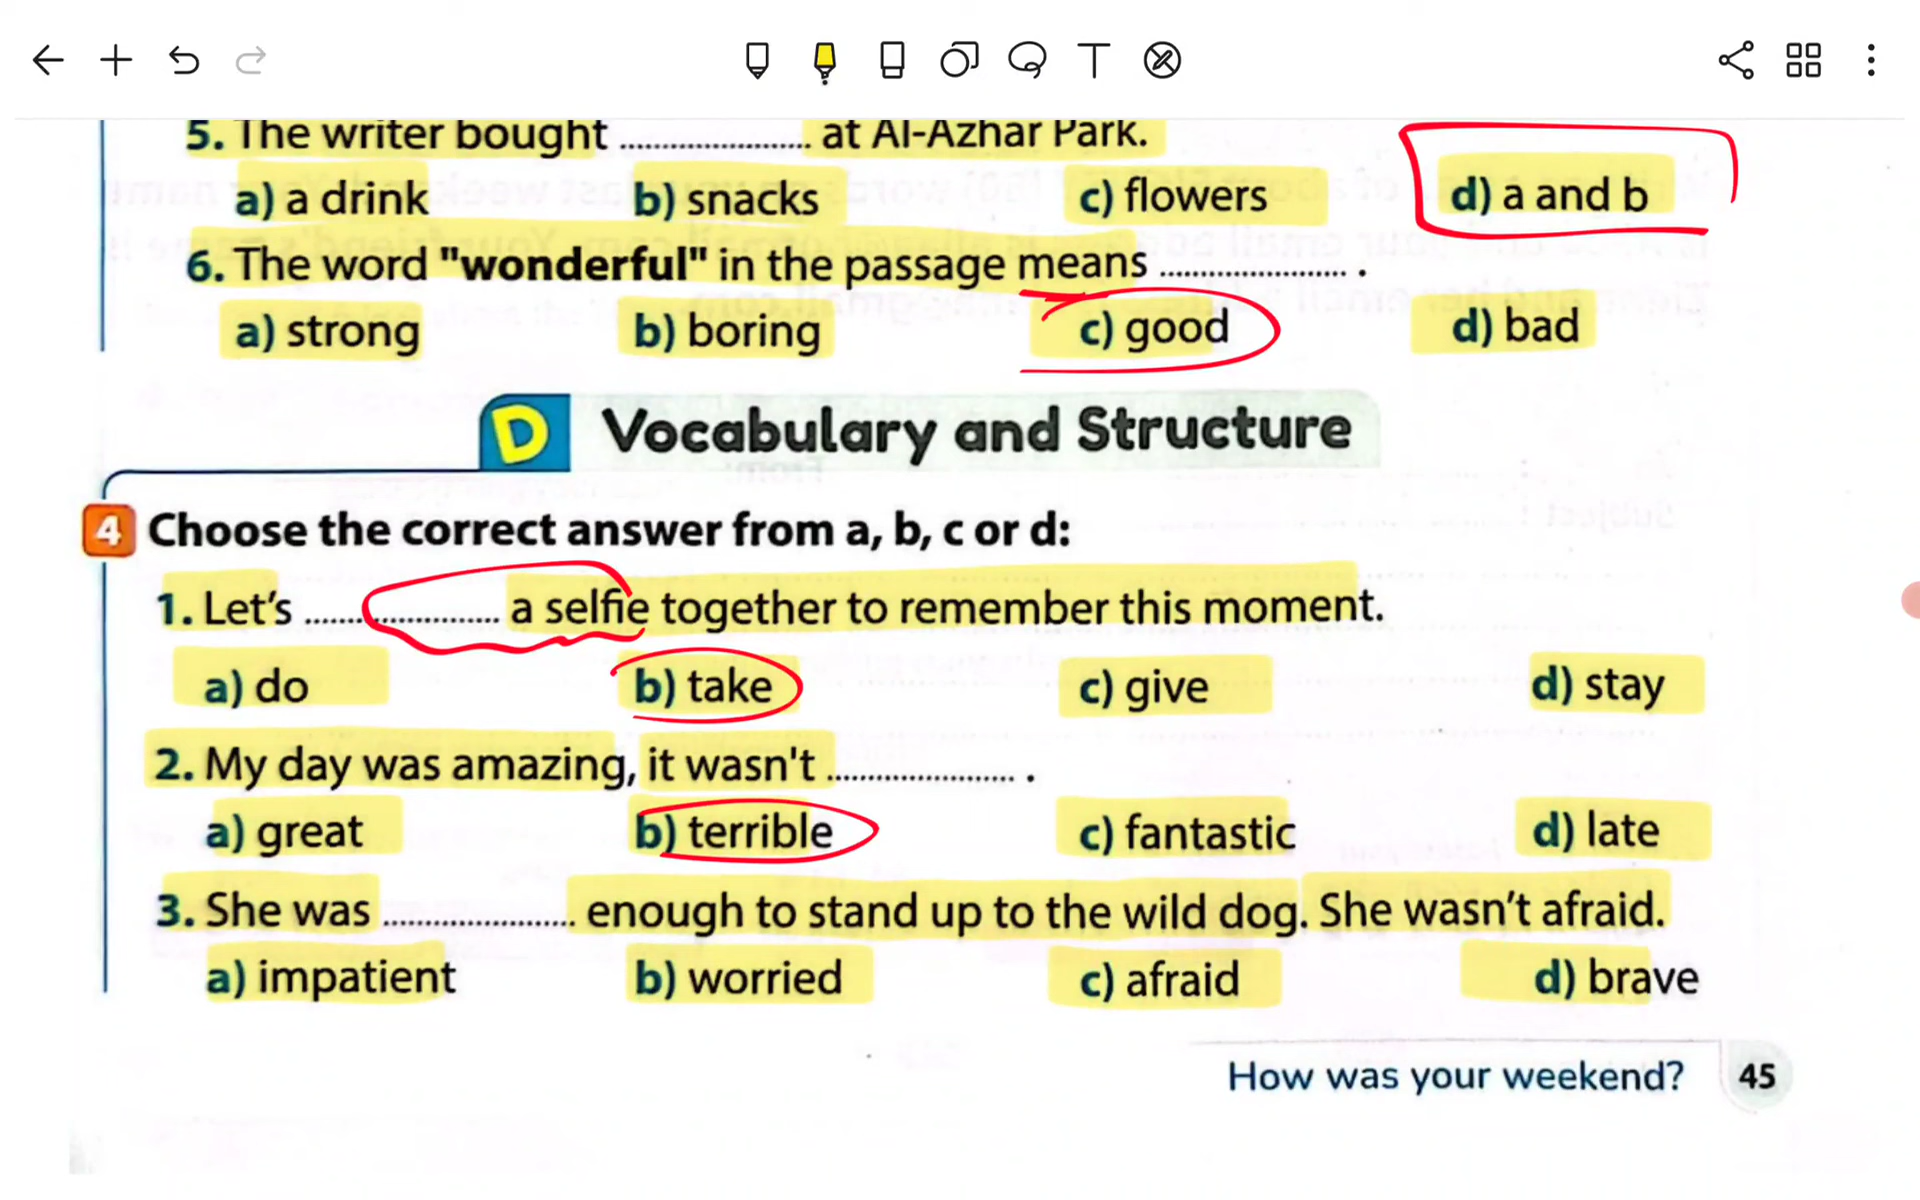 5. The writer bought ..................... at Al-Azhar Park.
a) a drink b) snacks c) flowers d) a and b
6. The word "wonderful" in the passage means ..................... .
a) strong b) boring c) good d) bad
D Vocabulary and Structure
4 Choose the correct answer from a, b, c or d:
1. Let's ..................... a selfie together to remember this moment.
a) do b) take c) give d) stay
2. My day was amazing, it wasn't ..................... .
a) great b) terrible c) fantastic d) late
3. She was ..................... enough to stand up to the wild dog. She wasn't afraid.
a) impatient b) worried c) afraid d) brave
How was your weekend? 45